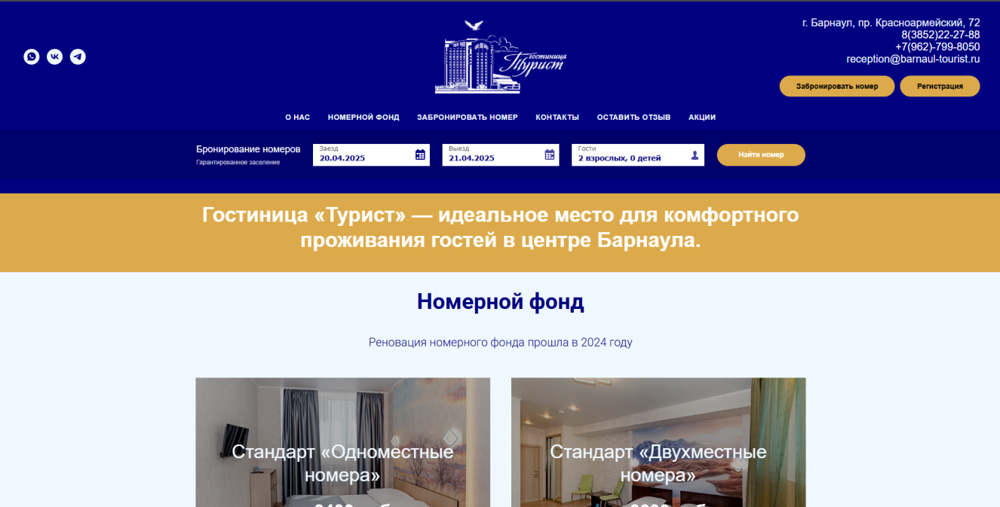 г. Барнаул, пр. Красноармейский, 72
8(3852)22-27-88
+7(962)-799-8050
reception@barnaul-tourist.ru
гостиница
Турист
Забронировать номер
Регистрация
О НАС
НОМЕРНОЙ ФОНД
ЗАБРОНИРОВАТЬ НОМЕР
КОНТАКТЫ
ОСТАВИТЬ ОТЗЫВ
АКЦИИ
Бронирование номеров
Гарантированное заселение
Заезд
20.04.2025
Выезд
21.04.2025
Гости
2 взрослых, 0 детей
Найти номер
Гостиница «Турист» — идеальное место для комфортного
проживания гостей в центре Барнаула.
Номерной фонд
Реновация номерного фонда прошла в 2024 году
Стандарт «Одноместные
номера»
Стандарт «Двухместные
номера»